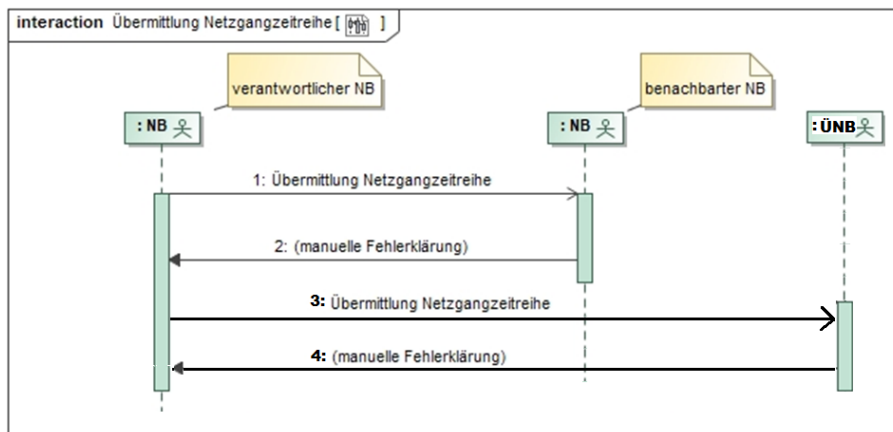 interaction Übermittlung Netzgangzeitreihe [ ]
verantwortlicher NB
benachbarter NB
: NB
: NB
:ÜNB
1: Übermittlung Netzgangzeitreihe
2: (manuelle Fehlerklärung)
3: Übermittlung Netzgangzeitreihe
4: (manuelle Fehlerklärung)